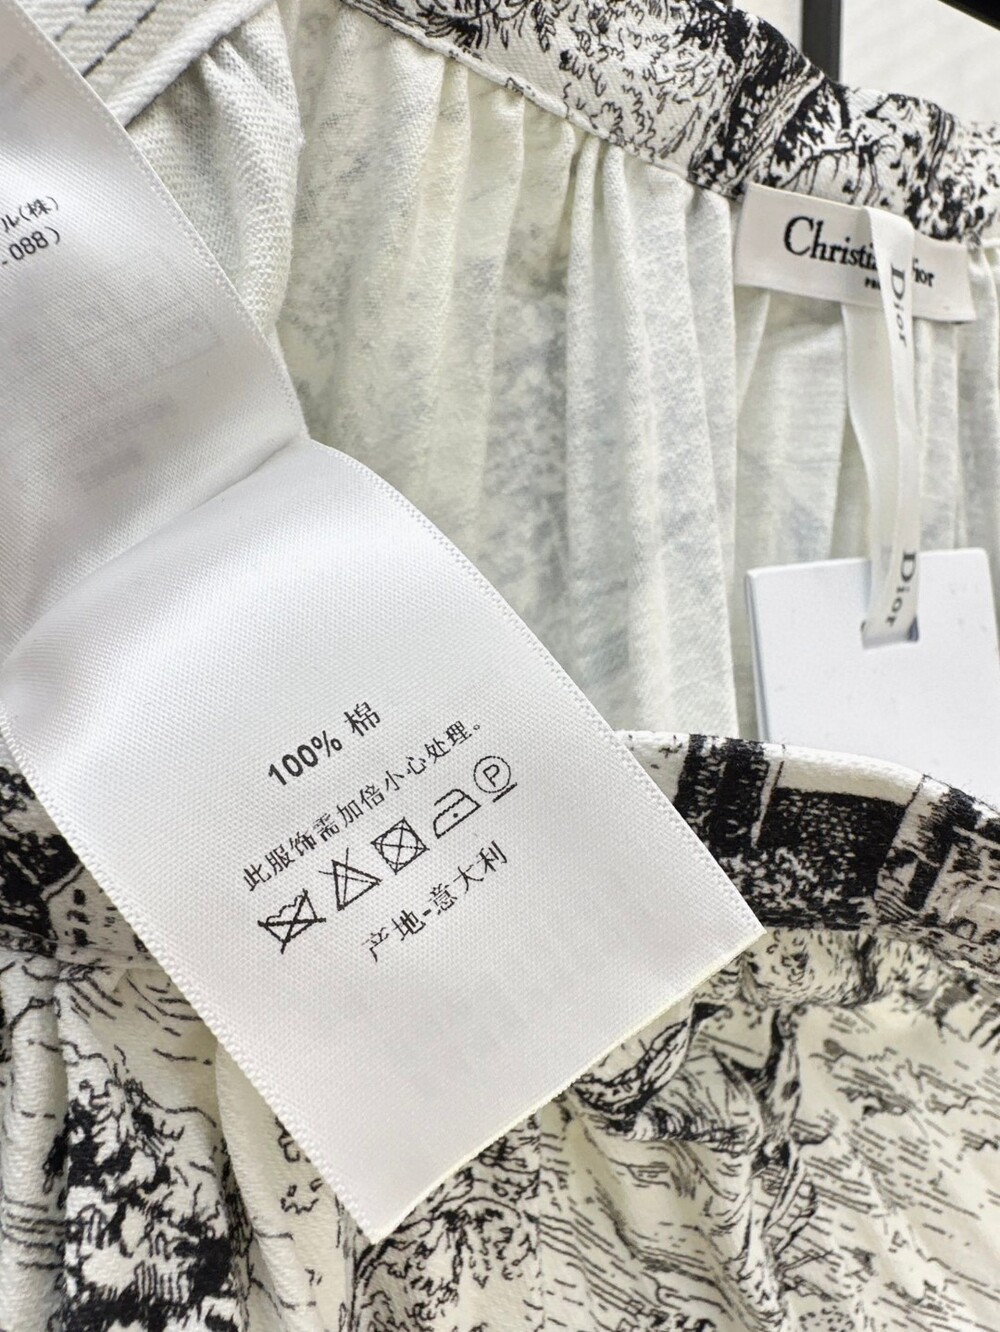 ル(株)
-088)
Christian Dior
Dior
Dior
100% 棉
此服饰需加倍小心处理。
P
产地-意大利